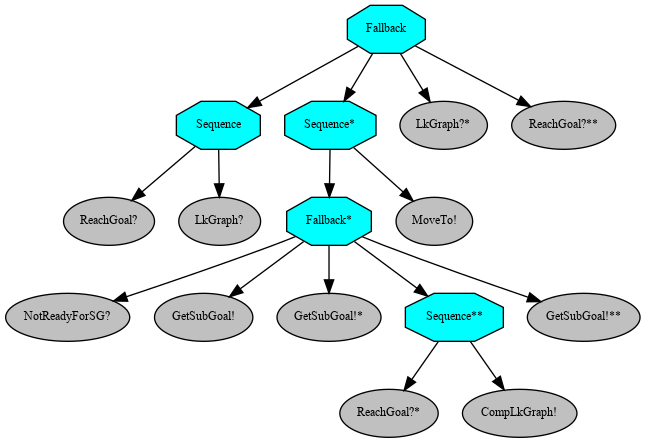 Fallback
Sequence
Sequence*
LkGraph?*
ReachGoal?**
ReachGoal?
LkGraph?
Fallback*
MoveTo!
NotReadyForSG?
GetSubGoal!
GetSubGoal!*
Sequence**
GetSubGoal!**
ReachGoal?*
CompLkGraph!